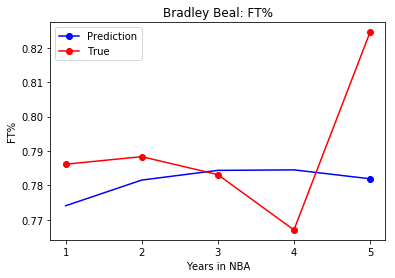 Bradley Beal: FT%
Prediction
True
FT%
0.82
0.81
0.80
0.79
0.78
0.77
1 2 3 4 5
Years in NBA